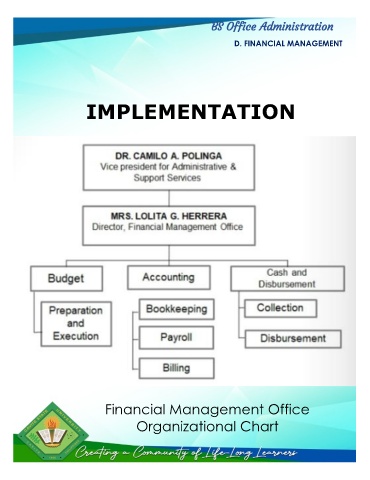 BS Office Administration
D. FINANCIAL MANAGEMENT
IMPLEMENTATION
DR. CAMILO A. POLINGA
Vice president for Administrative &
Support Services
MRS. LOLITA G. HERRERA
Director, Financial Management Office
Budget
Accounting
Cash and
Disbursement
Preparation
and
Execution
Bookkeeping
Payroll
Billing
Collection
Disbursement
Financial Management Office
Organizational Chart
Creating a Community of Life-Long Learners